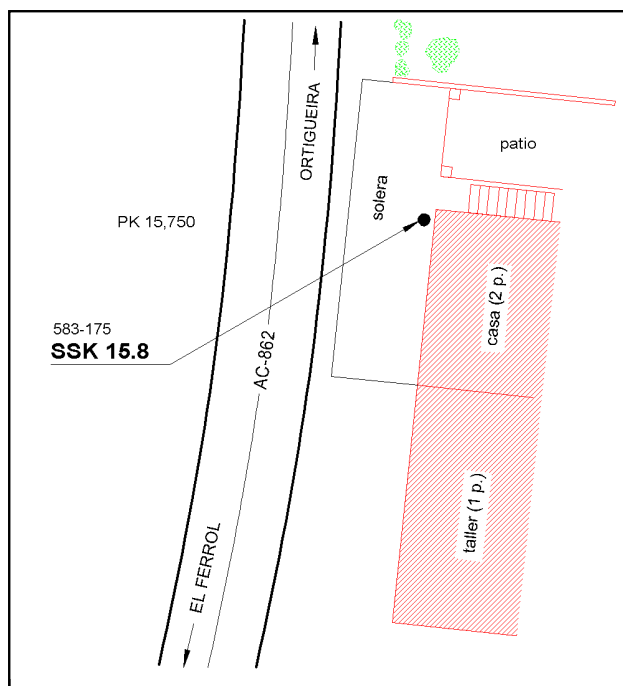 ORTIGUEIRA
patio
solera
PK 15,750
casa (2 p.)
583-175
SSK 15.8
AC-862
taller (1 p.)
EL FERROL